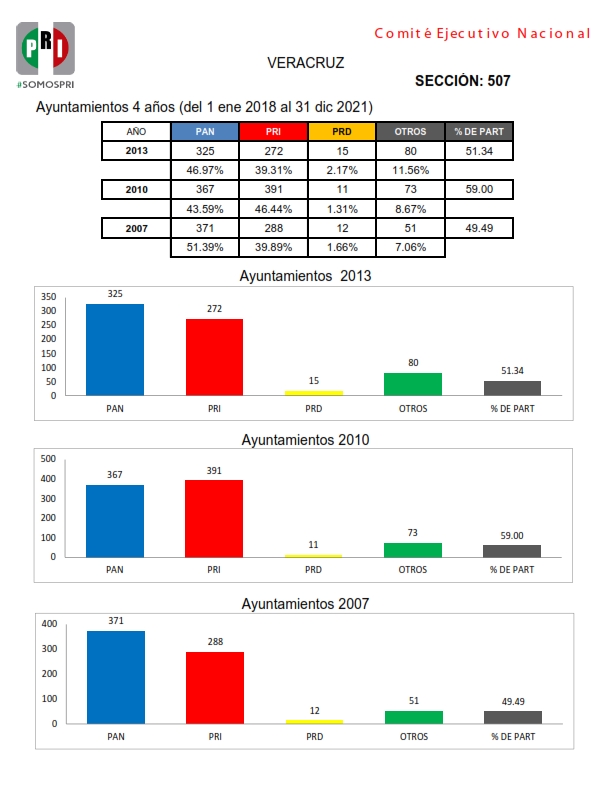 Comité Ejecutivo Nacional
PRI
#SOMOSPRI
VERACRUZ
SECCIÓN: 507
Ayuntamientos 4 años (del 1 ene 2018 al 31 dic 2021)
AÑO PAN PRI PRD OTROS % DE PART
2013 325 272 15 80 51.34
46.97% 39.31% 2.17% 11.56%
2010 367 391 11 73 59.00
43.59% 46.44% 1.31% 8.67%
2007 371 288 12 51 49.49
51.39% 39.89% 1.66% 7.06%
Ayuntamientos 2013
350
300
250
200
150
100
50
0
325
272
15
80
51.34
PAN PRI PRD OTROS % DE PART
Ayuntamientos 2010
500
400
300
200
100
0
367
391
11
73
59.00
PAN PRI PRD OTROS % DE PART
Ayuntamientos 2007
400
300
200
100
0
371
288
12
51
49.49
PAN PRI PRD OTROS % DE PART